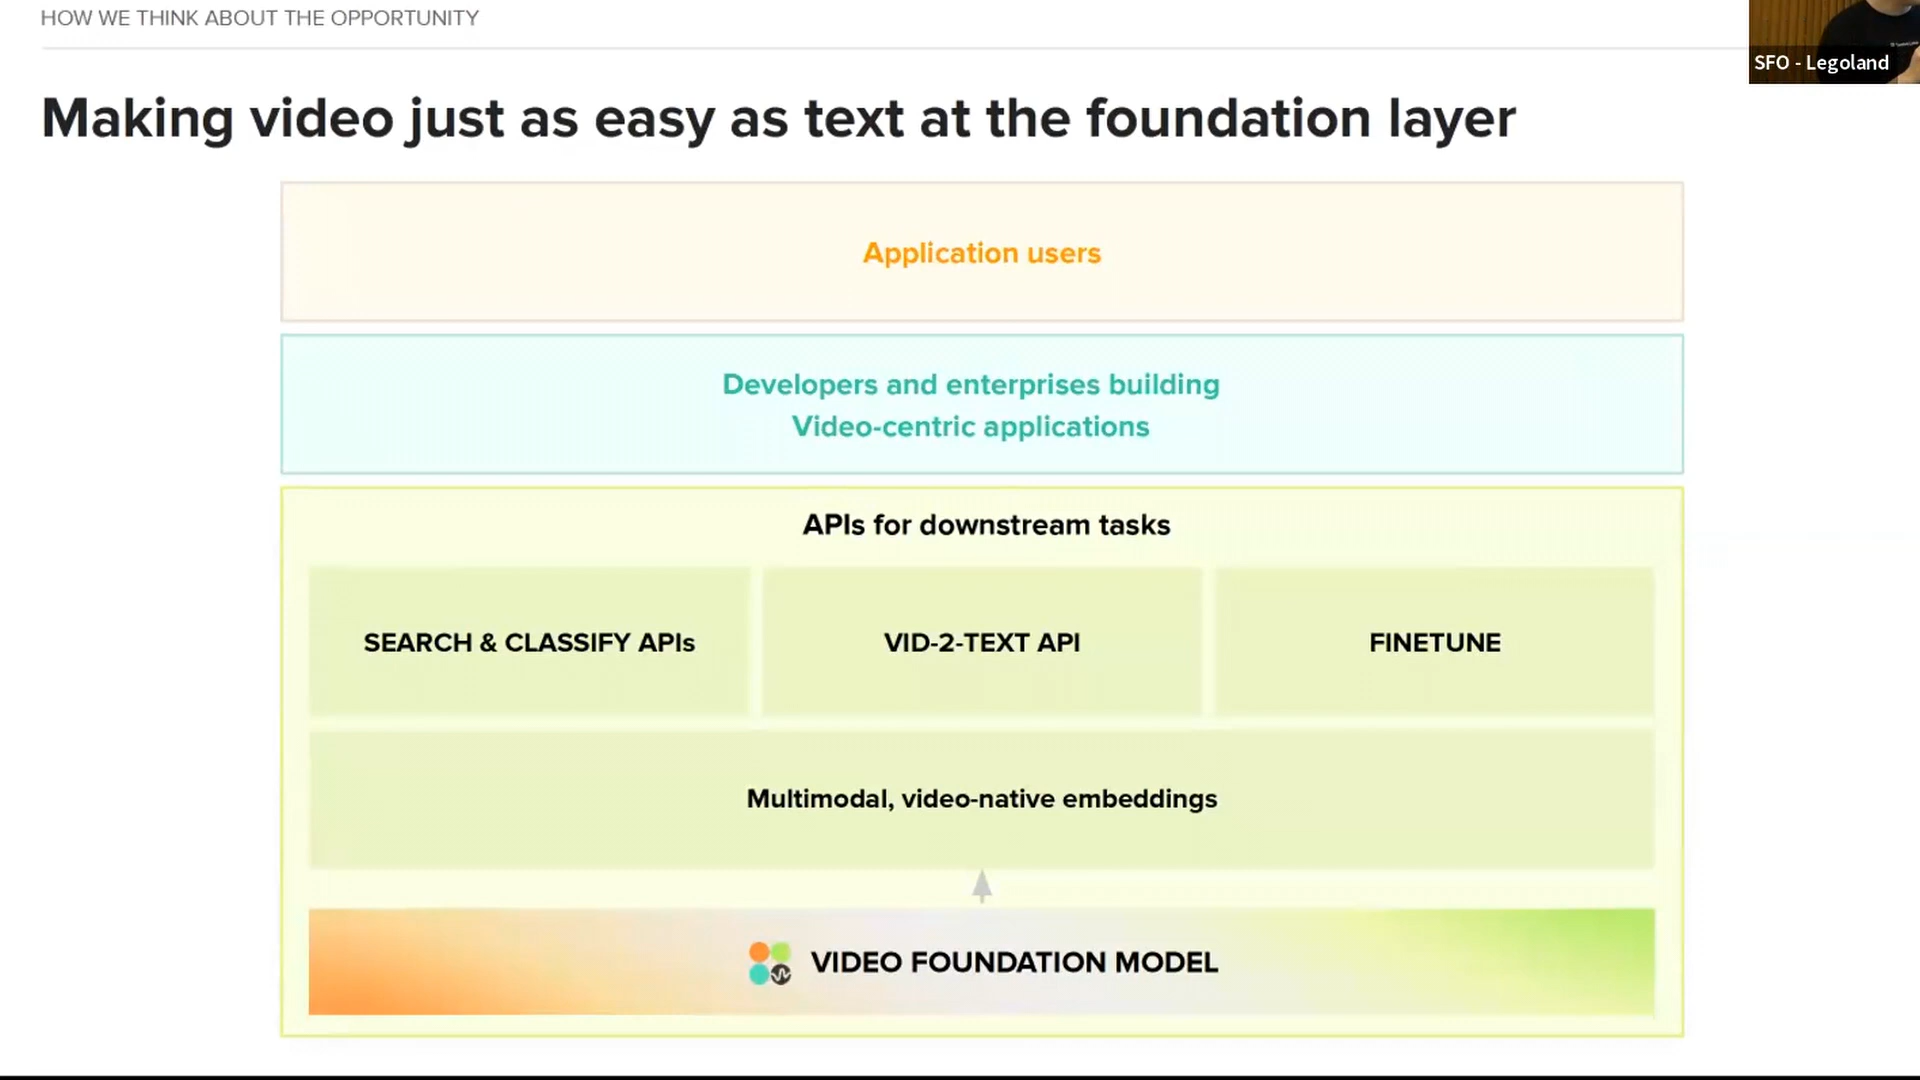 HOW WE THINK ABOUT THE OPPORTUNITY
SFO - Legoland
Making video just as easy as text at the foundation layer
Application users
Developers and enterprises building
Video-centric applications
APIs for downstream tasks
SEARCH & CLASSIFY APIs
VID-2-TEXT API
FINETUNE
Multimodal, video-native embeddings
VIDEO FOUNDATION MODEL